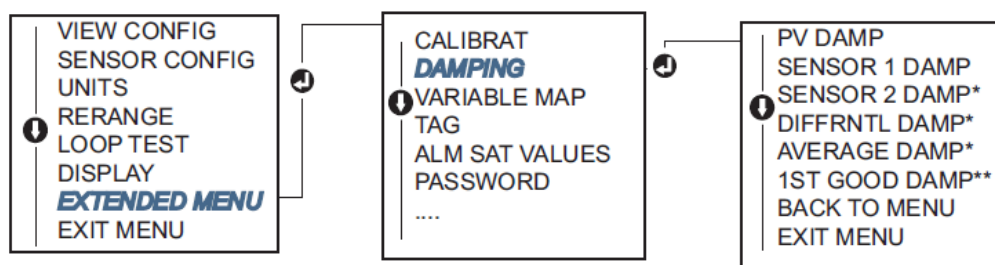 VIEW CONFIG
SENSOR CONFIG
UNITS
RERANGE
LOOP TEST
DISPLAY
EXTENDED MENU
EXIT MENU
CALIBRAT
DAMPING
VARIABLE MAP
TAG
ALM SAT VALUES
PASSWORD
....
PV DAMP
SENSOR 1 DAMP
SENSOR 2 DAMP*
DIFFRNTL DAMP*
AVERAGE DAMP*
1ST GOOD DAMP**
BACK TO MENU
EXIT MENU